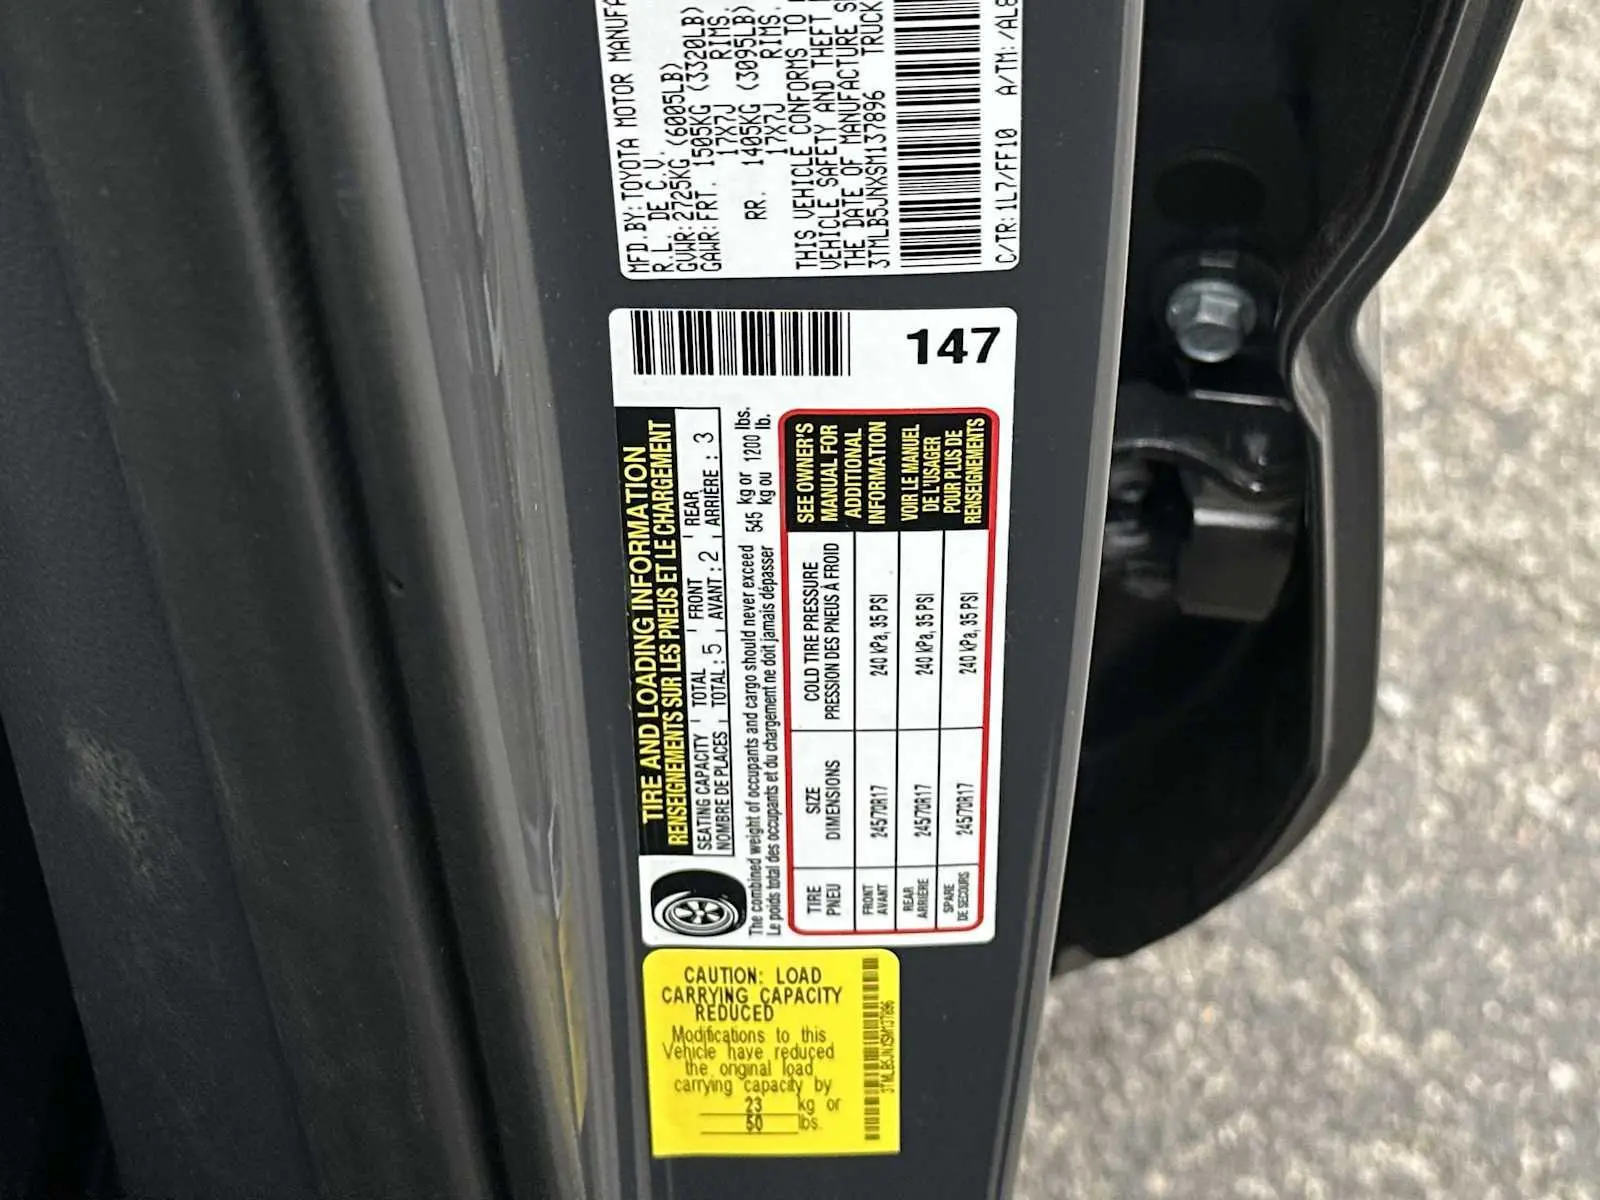 MFD.BY:TOYOTA MOTOR MANUFA
R.L. DE C.V.
GVWR:2725KG (6005LB)
GAWR:FRT. 1505KG (3320LB)
17X7J RIMS.
RR. 1405KG (3095LB)
17X7J RIMS.
THIS VEHICLE CONFORMS TO
VEHICLE SAFETY AND THEFT
THE DATE OF MANUFACTURE
3TMLB5JNXSM137896 TRUCK
C/TR:1L7/FF10 A/TM:
147
TIRE AND LOADING INFORMATION
RENSEIGNEMENTS SUR LES PNEUS ET LE CHARGEMENT
SEATING CAPACITY TOTAL FRONT REAR
NOMBRE DE PLACES TOTAL : 5 AVANT : 2 ARRIÈRE : 3
The combined weight of occupants and cargo should never exceed 545 kg or 1200 lbs.
Le poids total des occupants et du chargement ne doit jamais dépasser kg ou lb.
TIRE SIZE COLD TIRE PRESSURE
PNEU DIMENSIONS PRESSION DES PNEUS À FROID
FRONT 245/70R17 240 kPa, 35 PSI
AVANT
REAR 245/70R17 240 kPa, 35 PSI
ARRIÈRE
SPARE 245/70R17 240 kPa, 35 PSI
DE SECOURS
SEE OWNER'S
MANUAL FOR
ADDITIONAL
INFORMATION
VOIR LE MANUEL
DE L'USAGER
POUR PLUS DE
RENSEIGNEMENTS
CAUTION: LOAD
CARRYING CAPACITY
REDUCED
Modifications to this
Vehicle have reduced
the original load
carrying capacity by
23 kg or
50 lbs.
3TMLB5JNXSM137896